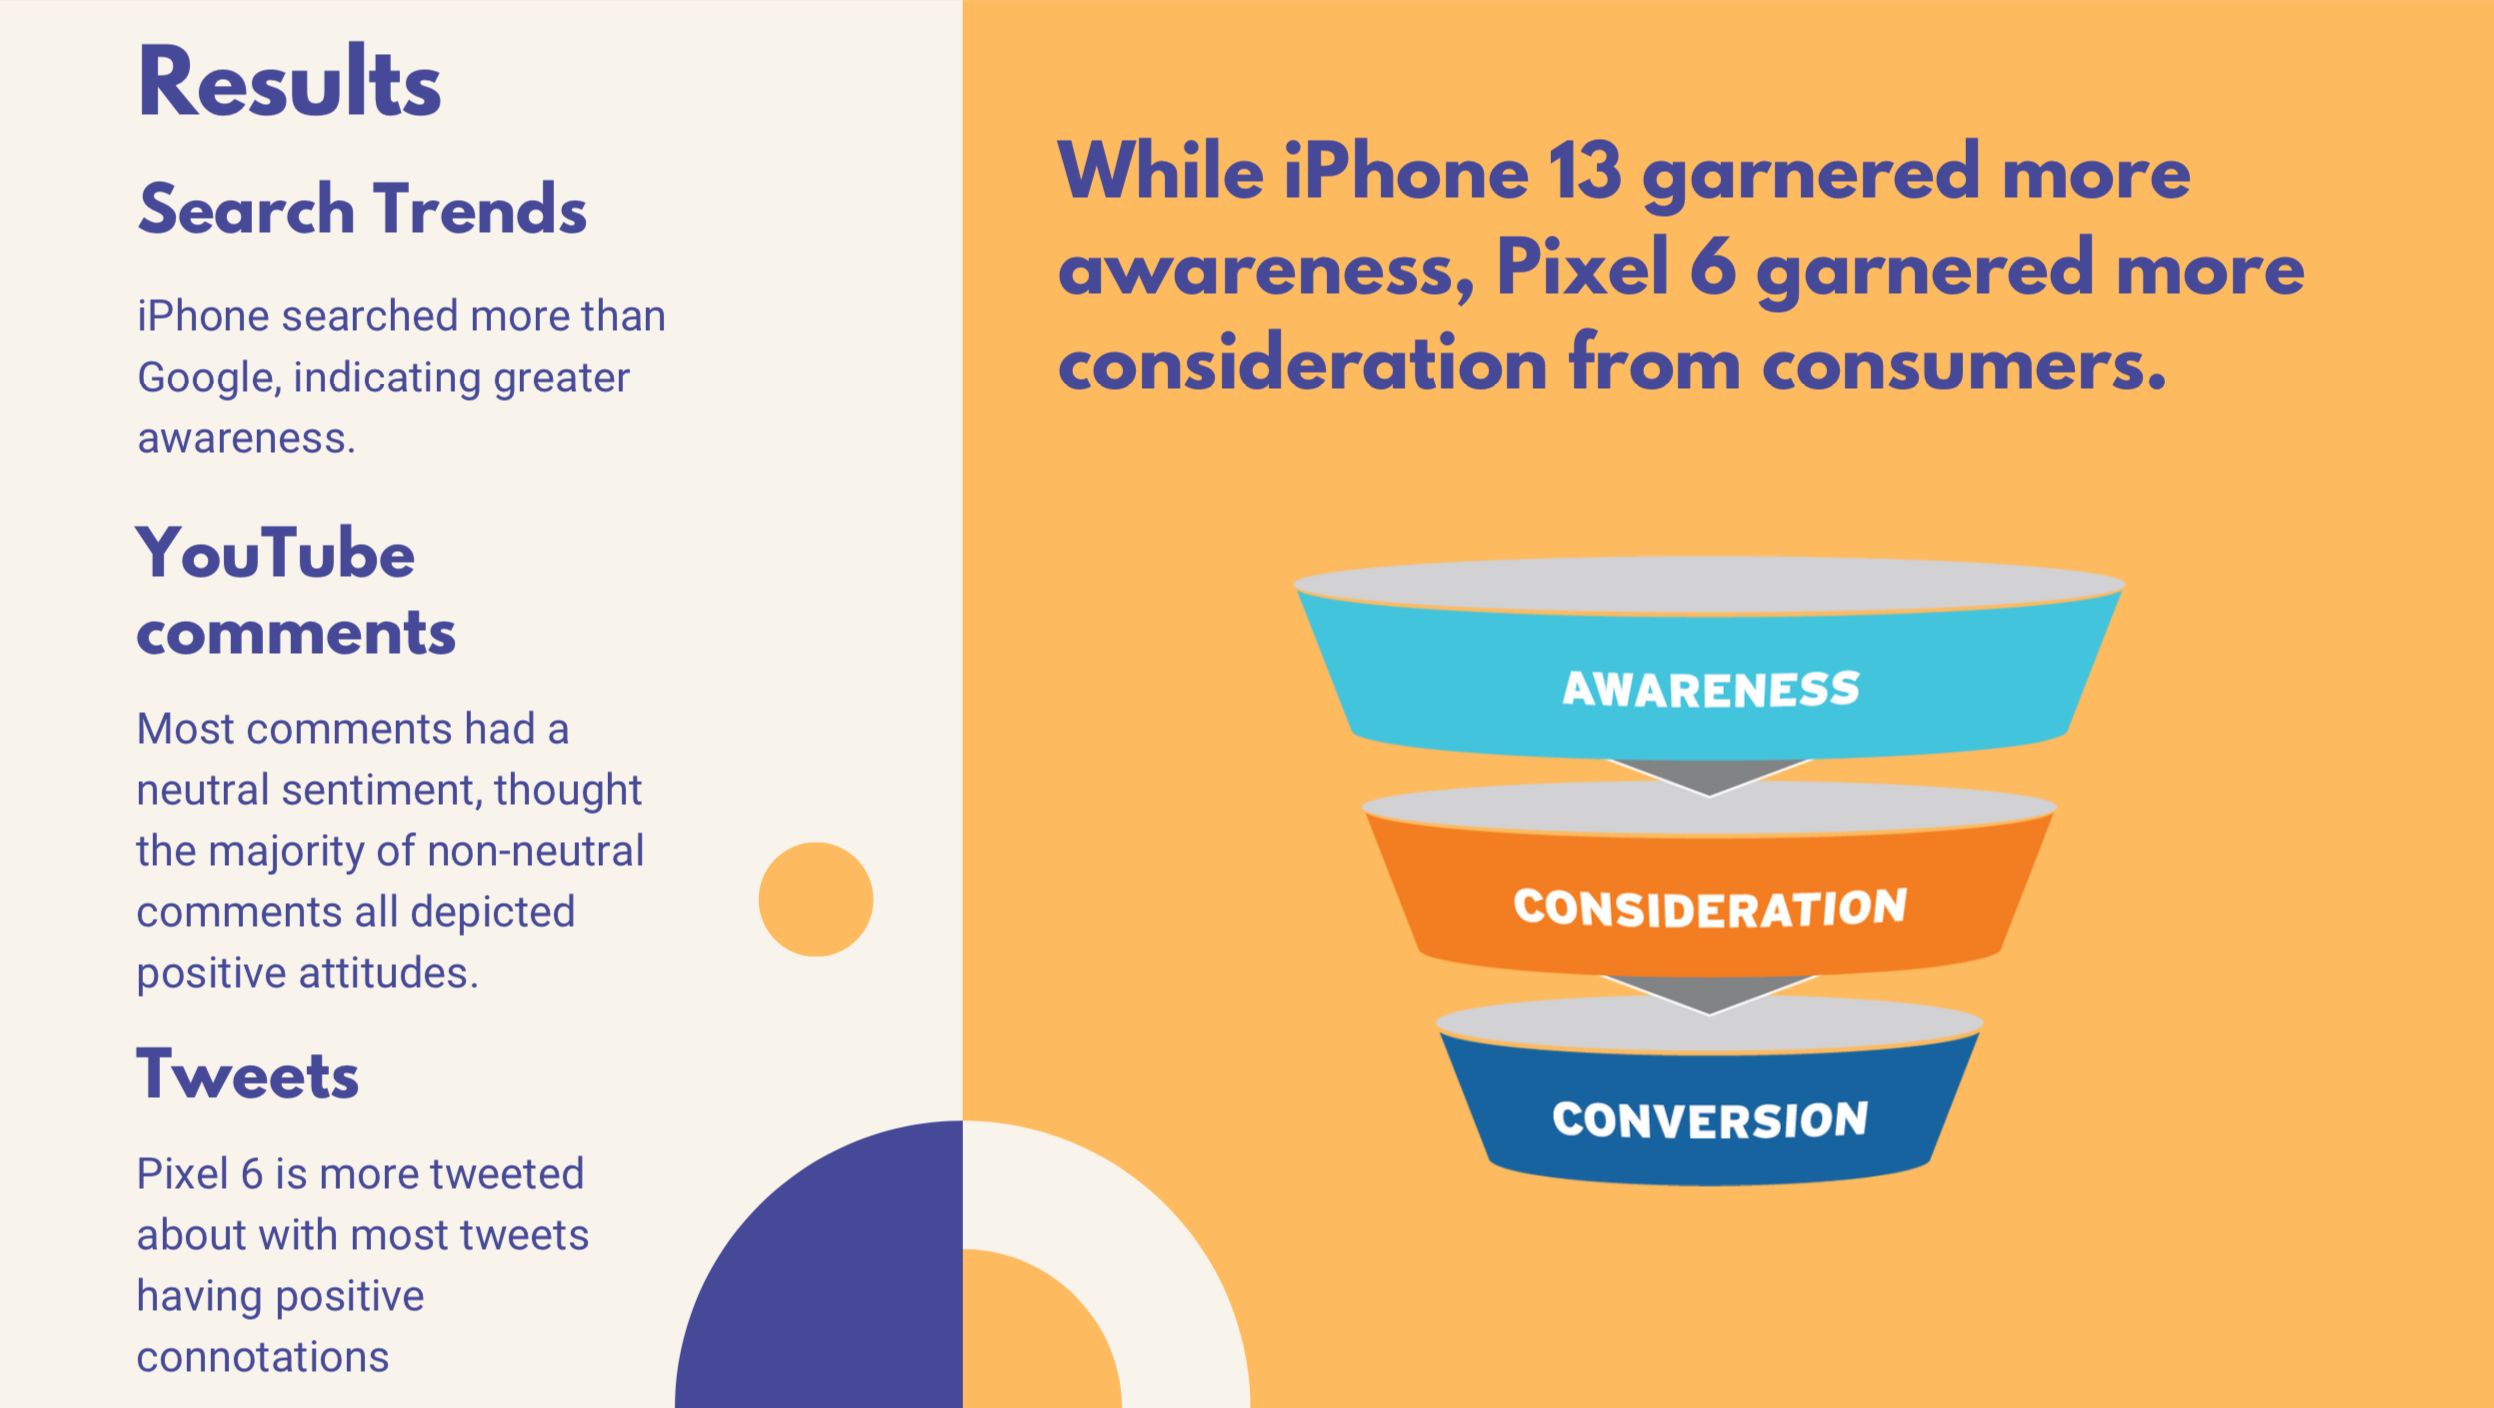 Results
Search Trends
iPhone searched more than
Google, indicating greater
awareness.
YouTube
comments
Most comments had a
neutral sentiment, thought
the majority of non-neutral
comments all depicted
positive attitudes.
Tweets
Pixel 6 is more tweeted
about with most tweets
having positive
connotations
While iPhone 13 garnered more
awareness, Pixel 6 garnered more
consideration from consumers.
AWARENESS
CONSIDERATION
CONVERSION